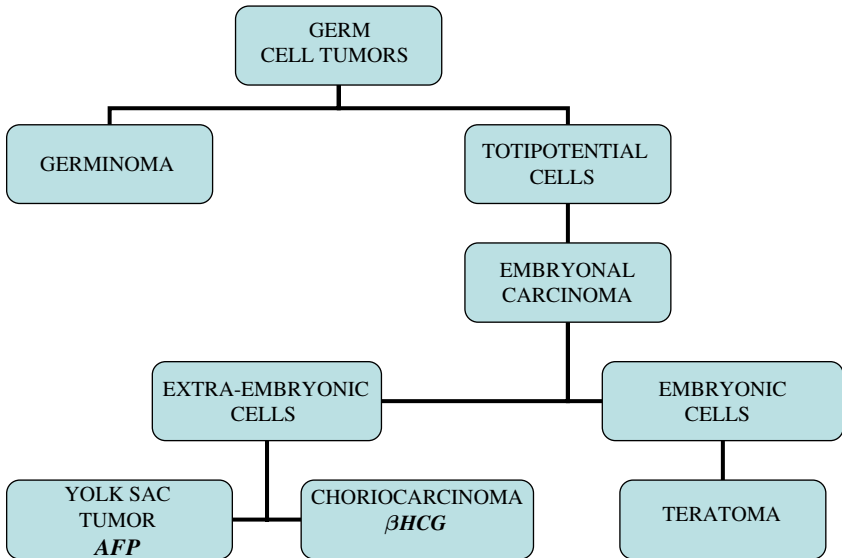 GERM
CELL TUMORS
GERMINOMA
TOTIPOTENTIAL
CELLS
EMBRYONAL
CARCINOMA
EXTRA-EMBRYONIC
CELLS
EMBRYONIC
CELLS
YOLK SAC
TUMOR
AFP
CHORIOCARCINOMA
βHCG
TERATOMA